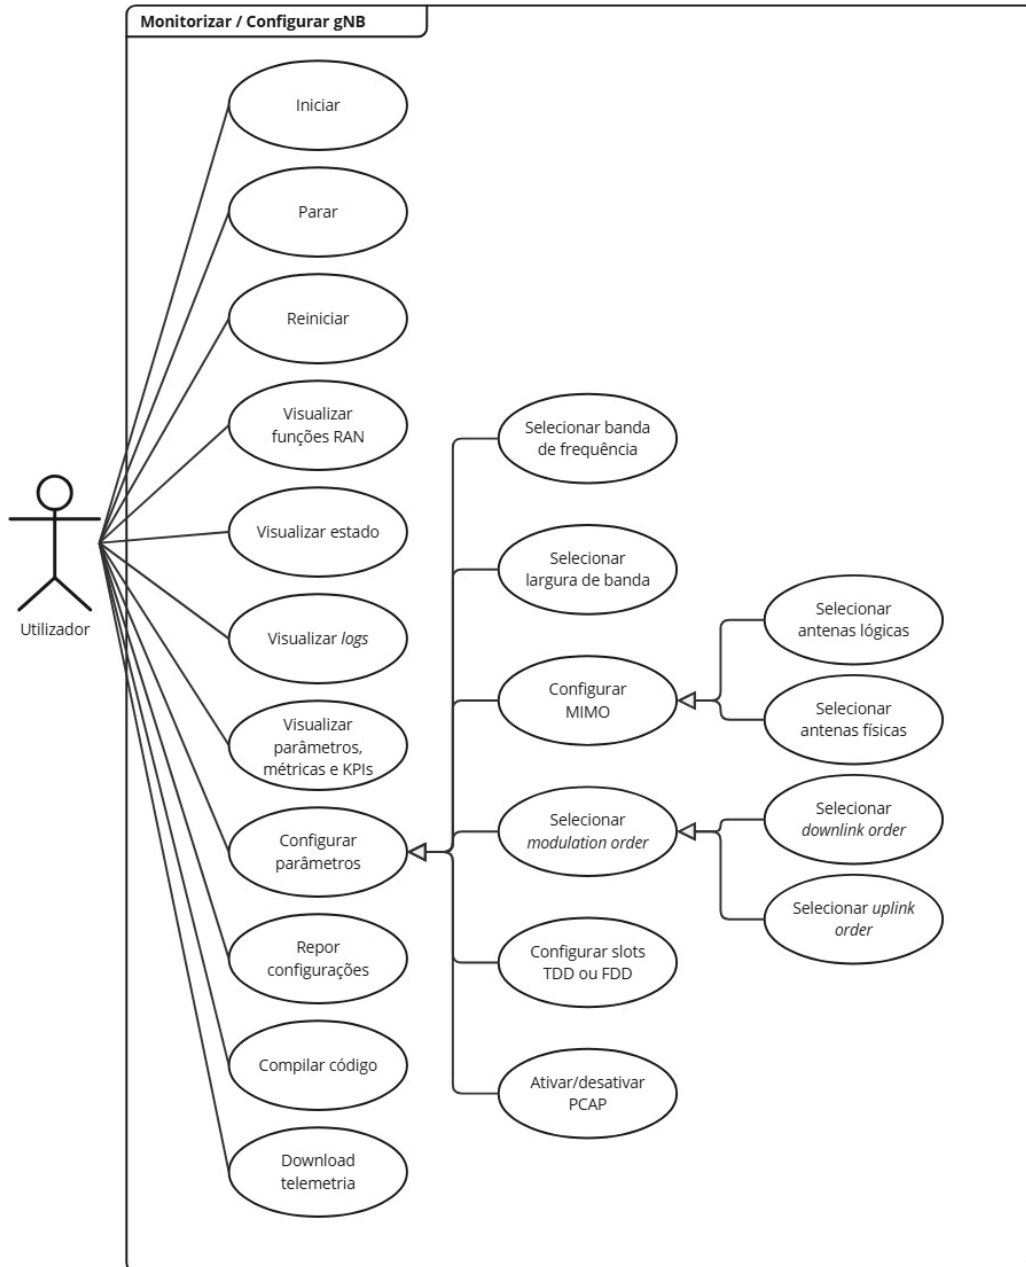 Monitorizar / Configurar gNB
Iniciar
Parar
Reiniciar
Visualizar
funções RAN
Visualizar estado
Visualizar logs
Visualizar
parâmetros,
métricas e KPIs
Configurar
parâmetros
Repor
configurações
Compilar código
Download
telemetria
Utilizador
Selecionar banda
de frequência
Selecionar
largura de banda
Configurar
MIMO
Selecionar
modulation order
Configurar slots
TDD ou FDD
Ativar/desativar
PCAP
Selecionar
antenas lógicas
Selecionar
antenas físicas
Selecionar
downlink order
Selecionar uplink
order